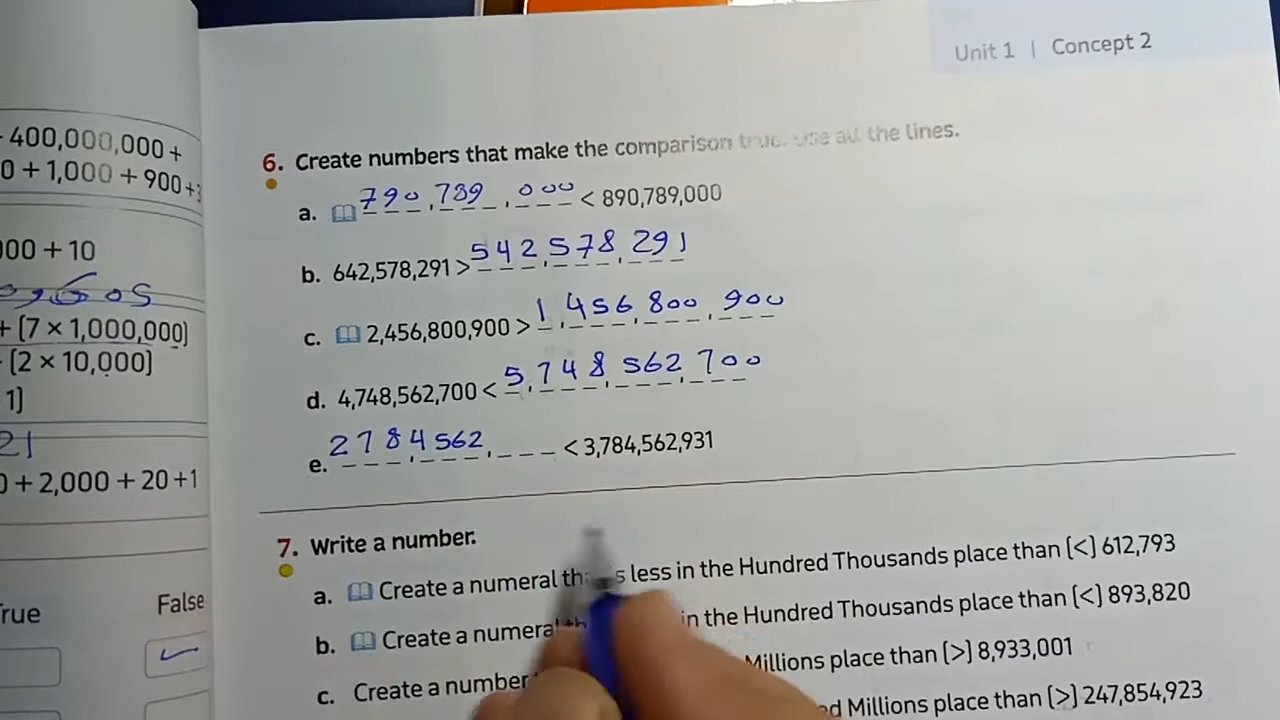 Unit 1 | Concept 2
400,000,000 +
0 + 1,000 + 900 + 3
000 + 10
+ (7 × 1,000,000)
(2 × 10,000)
1)
21
0 + 2,000 + 20 + 1
True False
6. Create numbers that make the comparison true. Use all the lines.
a. 790,789,000 < 890,789,000
b. 642,578,291 > 542,578,291
c. 2,456,800,900 > 1,456,800,900
d. 4,748,562,700 < 5,748,562,700
e. 2784562, _ _ _ < 3,784,562,931
7. Write a number.
a. Create a numeral less in the Hundred Thousands place than (<) 612,793
b. Create a numeral in the Hundred Thousands place than (<) 893,820
c. Create a number Millions place than (>) 8,933,001
Millions place than (>) 247,854,923